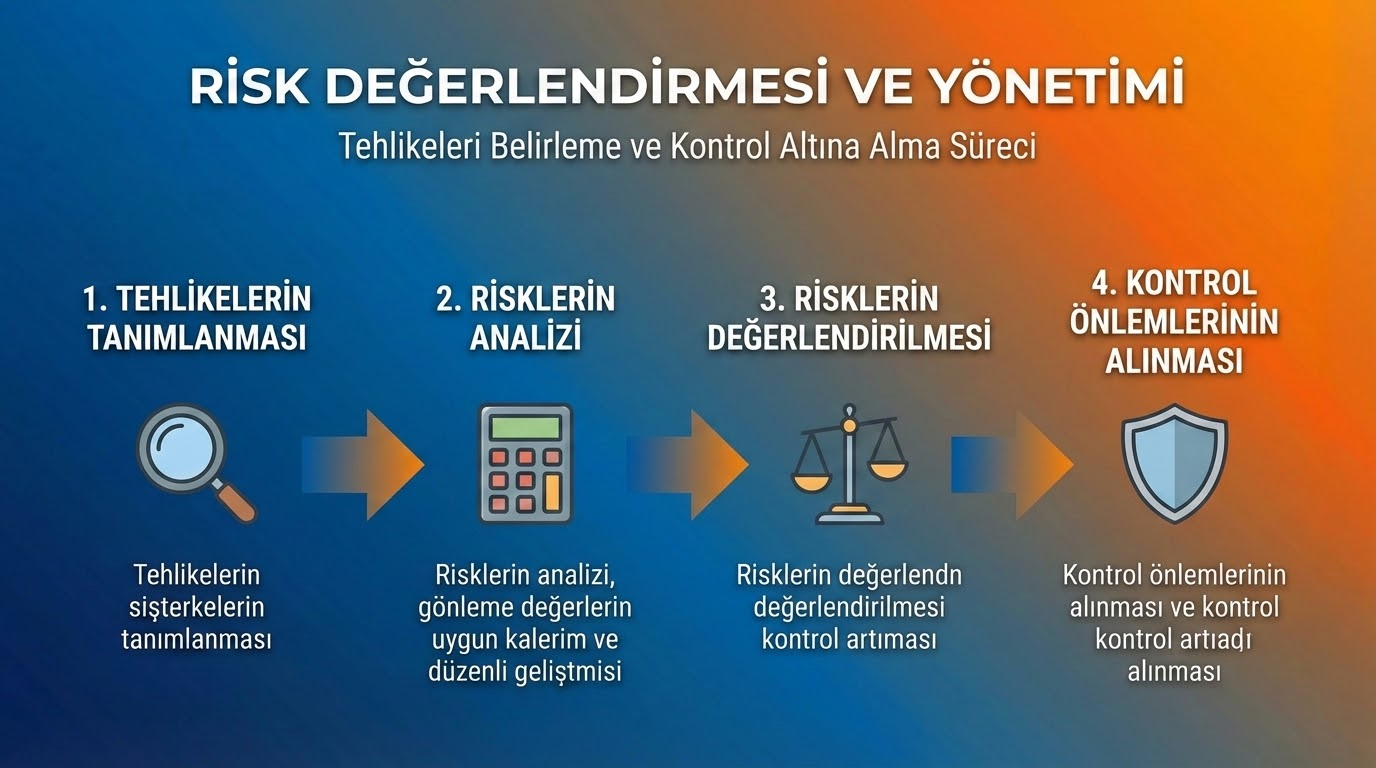 RİSK DEĞERLENDİRMESİ VE YÖNETİMİ
Tehlikeleri Belirleme ve Kontrol Altına Alma Süreci
1. TEHLİKELERİN
TANIMLANMASI
2. RİSKLERİN
ANALİZİ
3. RİSKLERİN
DEĞERLENDİRİLMESİ
4. KONTROL
ÖNLEMLERİNİN
ALINMASI
Tehlikelerin
sişterkelerin
tanımlanması
Risklerin analizi,
gönleme değerlerin
uygun kalerim ve
düzenli geliştmisi
Risklerin değerlendn
değerlendirilmesi
kontrol artıması
Kontrol önlemlerinin
alınması ve kontrol
kontrol artıadı
alınması